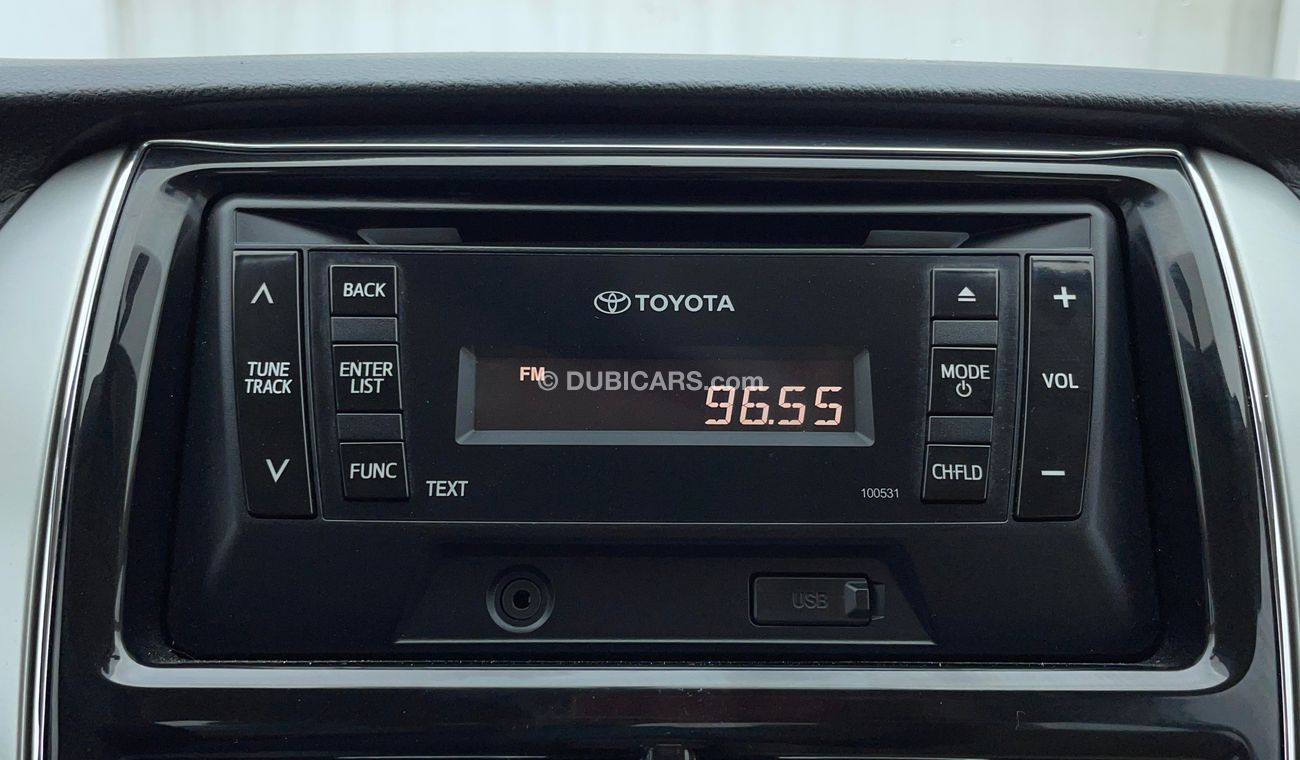 BACK
TOYOTA
+
TUNE
TRACK
ENTER
LIST
FM
© DUBICARS.com
96.55
MODE
VOL
FUNC
TEXT
CH·FLD
100531
−
USB